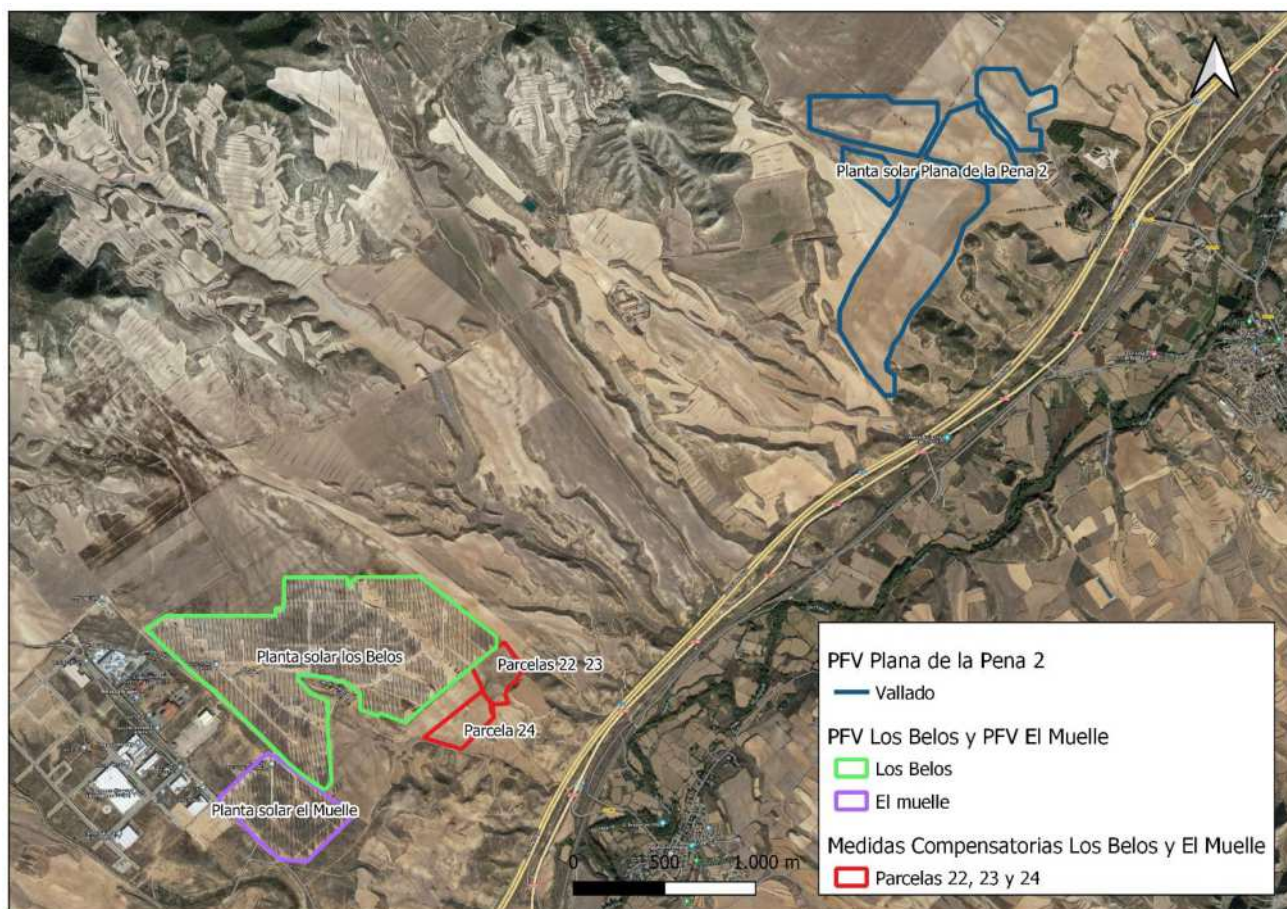 Planta solar Plana de la Pena 2
Planta solar los Belos
Parcelas 22 23
Parcela 24
Planta solar el Muelle
0 500 1.000 m
PFV Plana de la Pena 2
Vallado
PFV Los Belos y PFV El Muelle
Los Belos
El muelle
Medidas Compensatorias Los Belos y El Muelle
Parcelas 22, 23 y 24